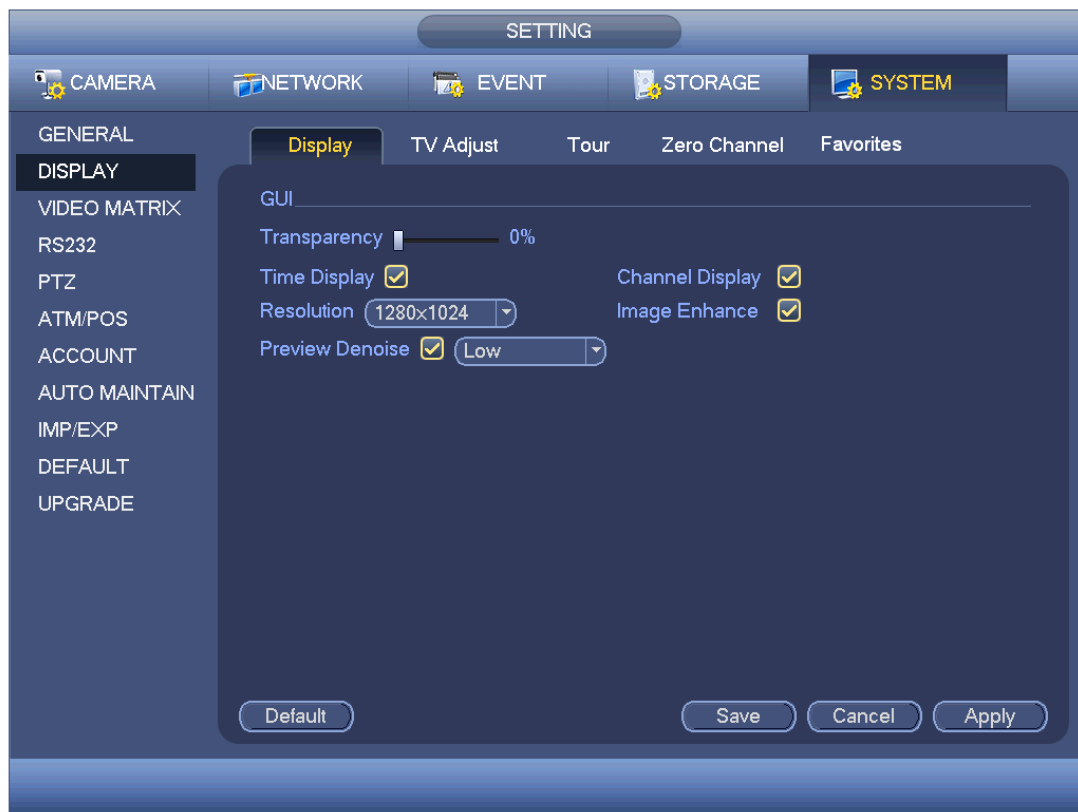 SETTING
CAMERA NETWORK EVENT STORAGE SYSTEM
GENERAL
DISPLAY
VIDEO MATRIX
RS232
PTZ
ATM/POS
ACCOUNT
AUTO MAINTAIN
IMP/EXP
DEFAULT
UPGRADE
Display TV Adjust Tour Zero Channel Favorites
GUI
Transparency 0%
Time Display Channel Display
Resolution 1280x1024 Image Enhance
Preview Denoise Low
Default Save Cancel Apply